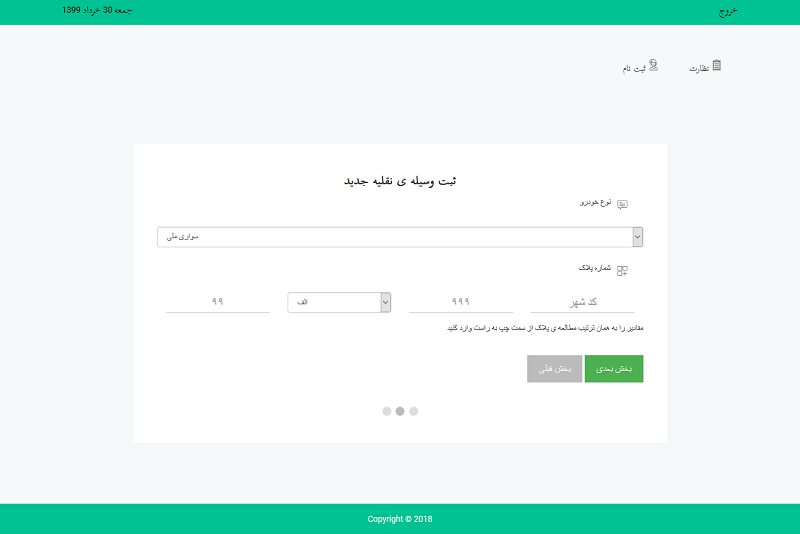 خروج
جمعه 30 خرداد 1399
نظارت
ثبت نام
ثبت وسیله ی نقلیه جدید
نوع خودرو
سواری ملی
شماره پلاک
۹۹ الف ۹۹۹ کد شهر
مقادیر را به همان ترتیب مطالعه ی پلاک از سمت چپ به راست وارد کنید
بخش بعدی
بخش قبلی
Copyright © 2018